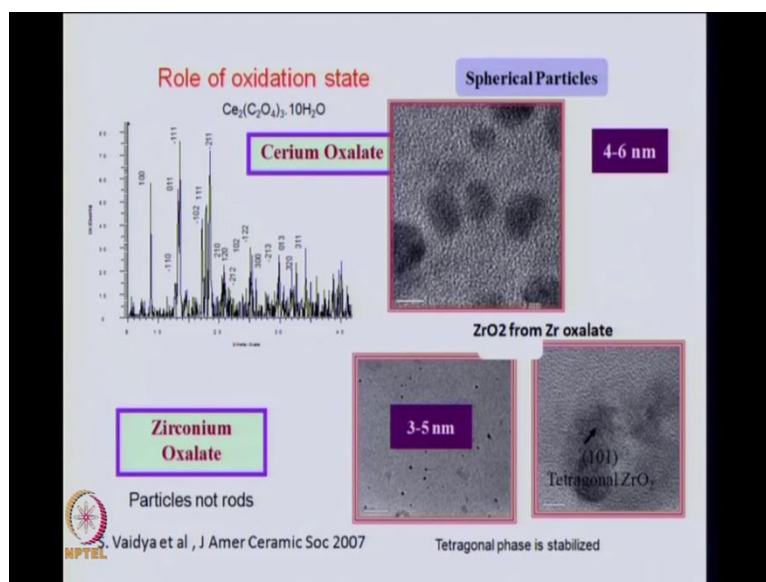 Role of oxidation state
Spherical Particles
Ce2(C2O4)3.10H2O
Cerium Oxalate
4-6 nm
100
-110
011
-111
-102
111
-211
210
120
-212
102
-122
300
-213
013
320
311
ZrO2 from Zr oxalate
Zirconium
Oxalate
3-5 nm
(101)
Tetragonal ZrO2
Particles not rods
S. Vaidya et al , J Amer Ceramic Soc 2007
Tetragonal phase is stabilized
NPTEL